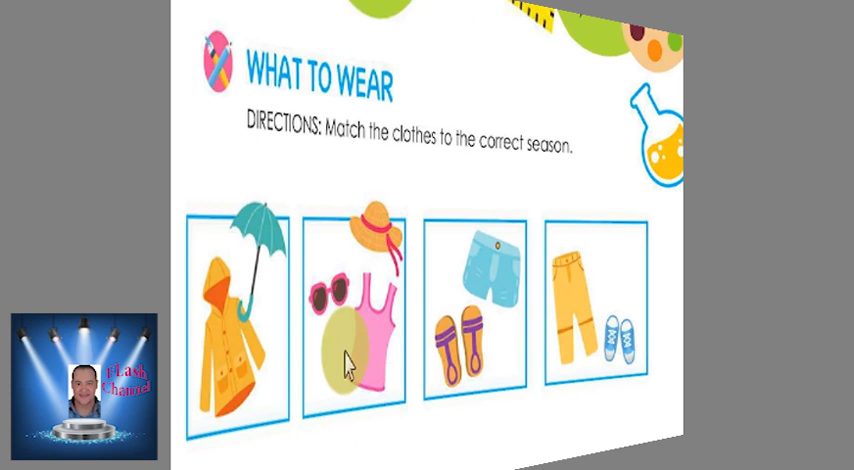 WHAT TO WEAR
DIRECTIONS: Match the clothes to the correct season.
FLash
Channel